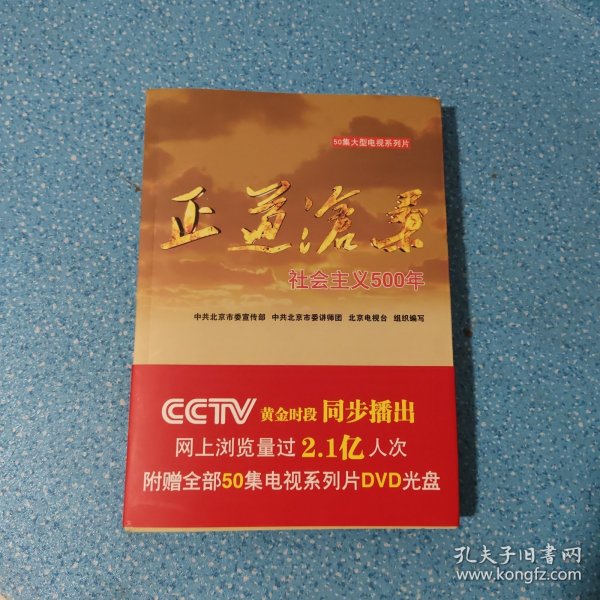 50集大型电视系列片
正道滄桑
社会主义500年
中共北京市委宣传部 中共北京市委讲师团 北京电视台 组织编写
CCTV 黄金时段 同步播出
网上浏览量过 2.1亿 人次
附赠全部50集电视系列片DVD光盘
孔夫子旧书网
www.kongfz.com